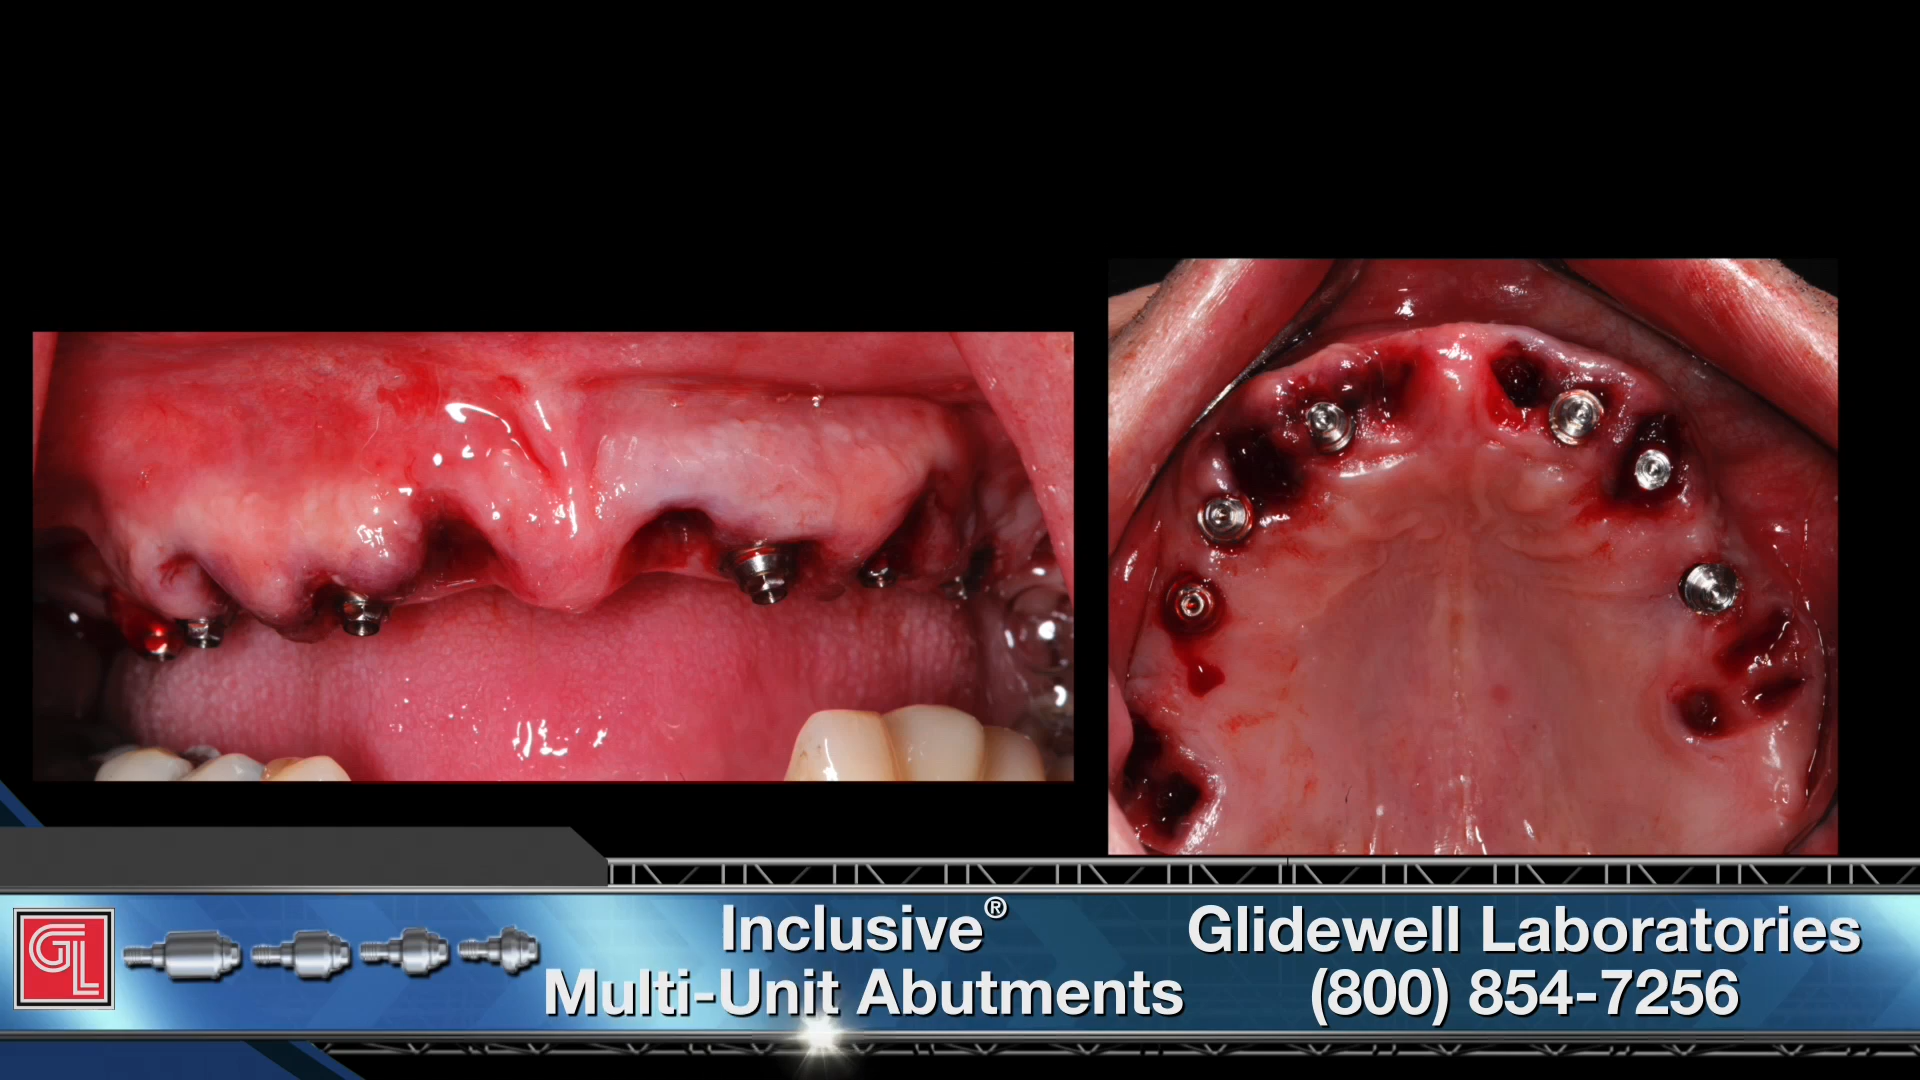 GL
Inclusive®
Multi-Unit Abutments
Glidewell Laboratories
(800) 854-7256